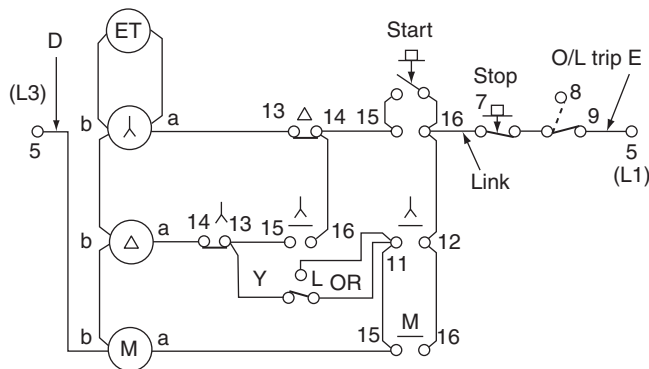 ET
Start
D
O/L trip E
Stop
(L3)
13 △ 14
15
16
7
8
9
b
a
5
5
(L1)
Link
14
13
15
16
b
△
a
11
12
Y
L
OR
15
M
16
b
M
a